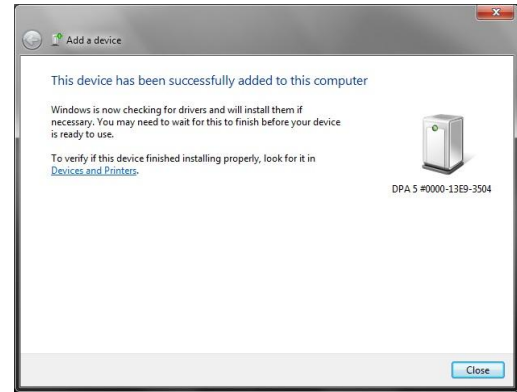 Add a device
This device has been successfully added to this computer
Windows is now checking for drivers and will install them if
necessary. You may need to wait for this to finish before your device
is ready to use.
To verify if this device finished installing properly, look for it in
Devices and Printers.
DPA 5 #0000-13E9-3504
Close